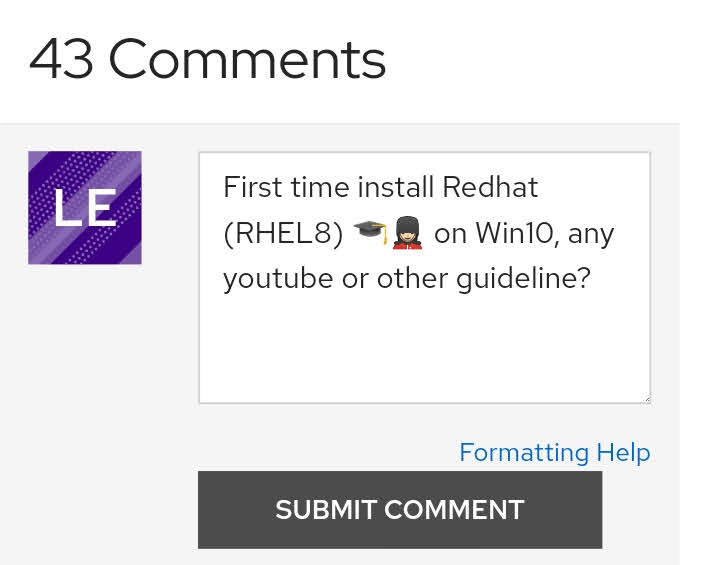 43 Comments
LE
First time install Redhat
(RHEL8) 🎓💂🏻‍♀️ on Win10, any
youtube or other guideline?
Formatting Help
SUBMIT COMMENT